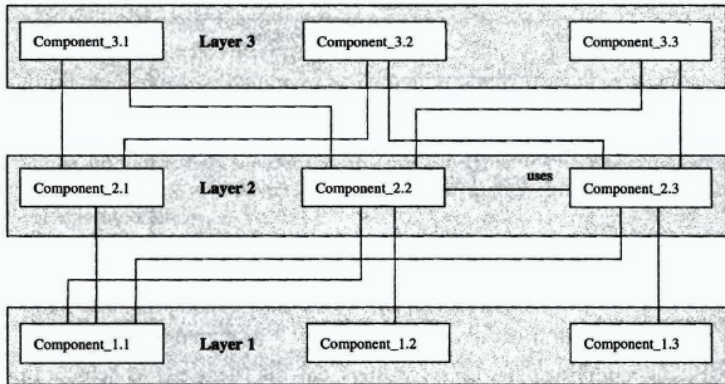 Component_3.1
Layer 3
Component_3.2
Component_3.3
Component_2.1
Layer 2
Component_2.2
uses
Component_2.3
Component_1.1
Layer 1
Component_1.2
Component_1.3